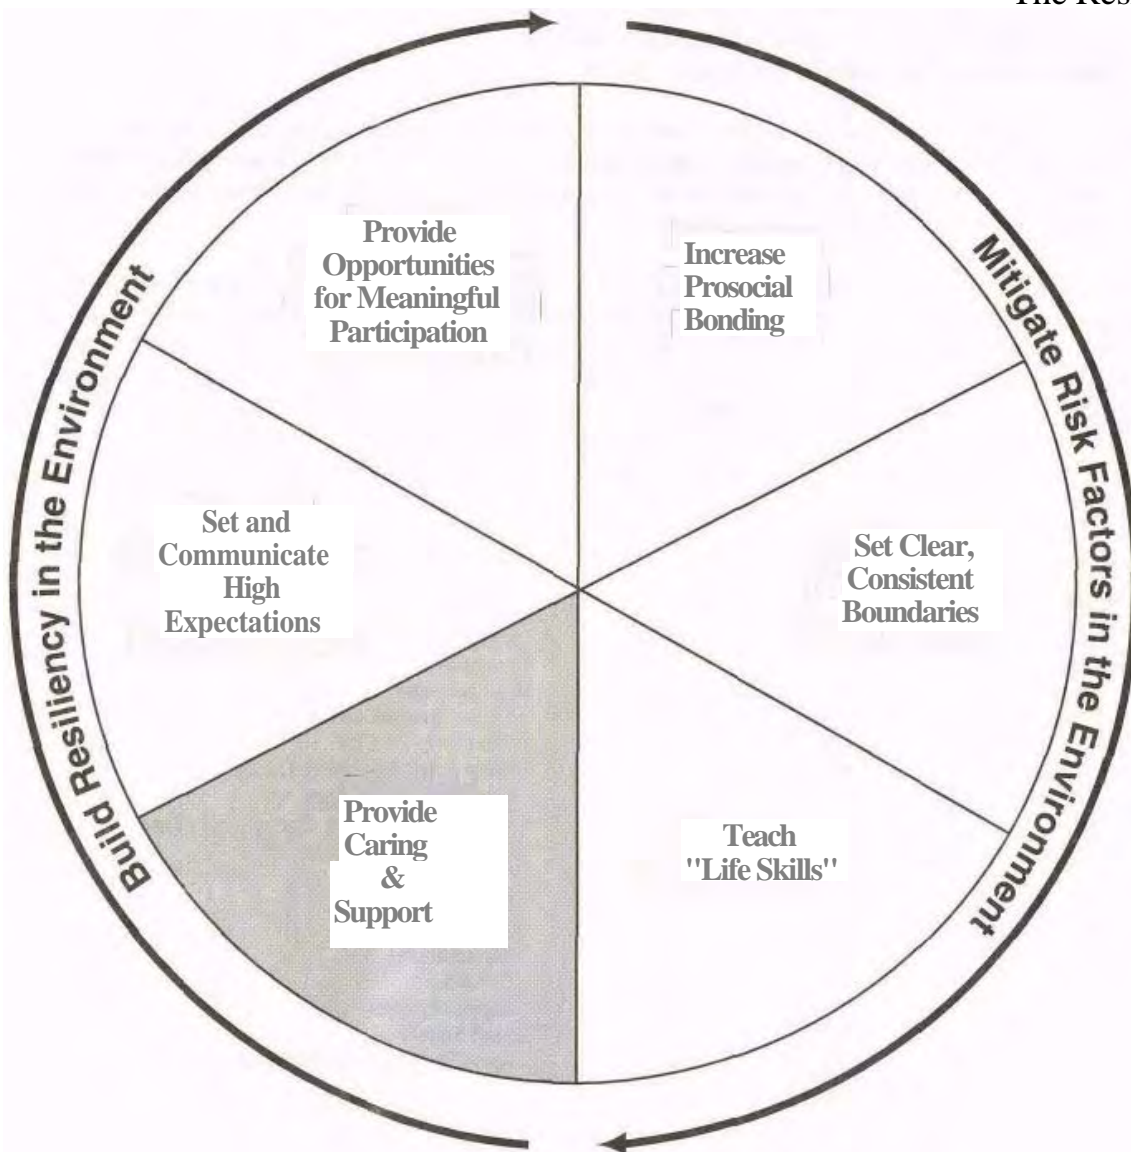 The Res
Provide
Opportunities
for Meaningful
Participation
Increase
Prosocial
Bonding
Set and
Communicate
High
Expectations
Set Clear,
Consistent
Boundaries
Provide
Caring
&
Support
Teach
"Life Skills"
Build Resiliency in the Environment
Mitigate Risk Factors in the Environment